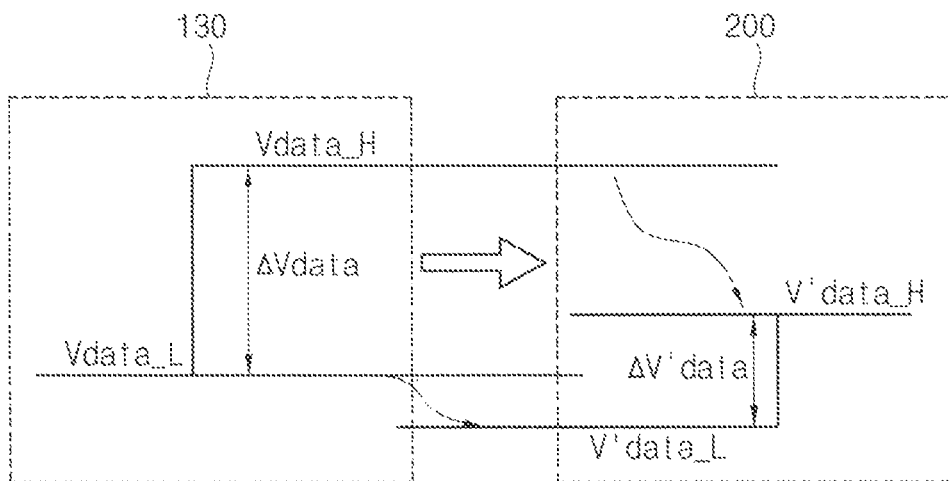 130
200
Vdata_H
ΔVdata
V'data_H
Vdata_L
ΔV'data
V'data_L